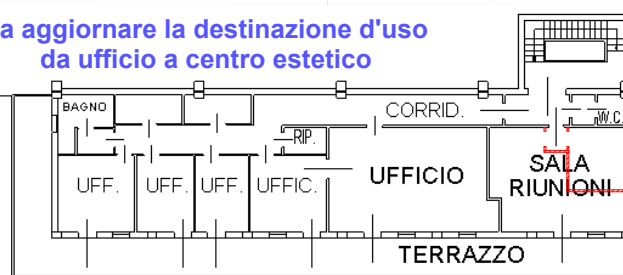 a aggiornare la destinazione d'uso
da ufficio a centro estetico
BAGNO
CORRID.
W.C.
RIP.
UFF.
UFF.
UFF.
UFFIC.
UFFICIO
SALA
RIUNIONI
TERRAZZO